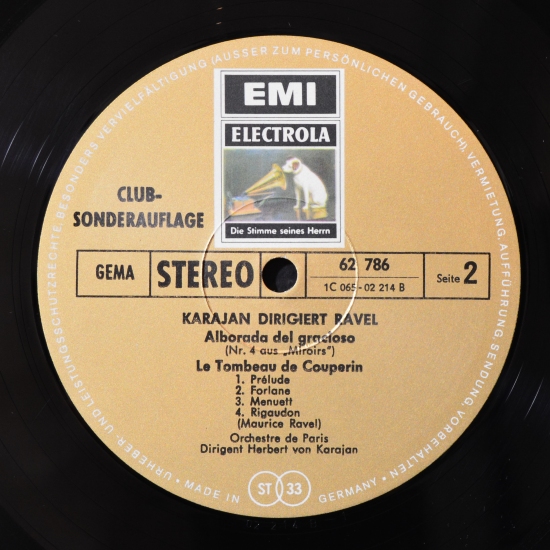 EMI
ELECTROLA
Die Stimme seines Herrn
CLUB-
SONDERAUFLAGE
GEMA
STEREO
62 786
1C 065-02 214 B
Seite 2
KARAJAN DIRIGIERT RAVEL
Alborada del gracioso
(Nr. 4 aus „Miroirs")
Le Tombeau de Couperin
1. Prélude
2. Forlane
3. Menuett
4. Rigaudon
(Maurice Ravel)
Orchestre de Paris
Dirigent Herbert von Karajan
URHEBER- UND LEISTUNGSSCHUTZRECHTE, BESONDERS VERVIELFÄLTIGUNG (AUSSER ZUM PERSÖNLICHEN GEBRAUCH), VERMIETUNG, AUFFÜHRUNG, SENDUNG, VORBEHALTEN
• MADE IN
ST 33
GERMANY •